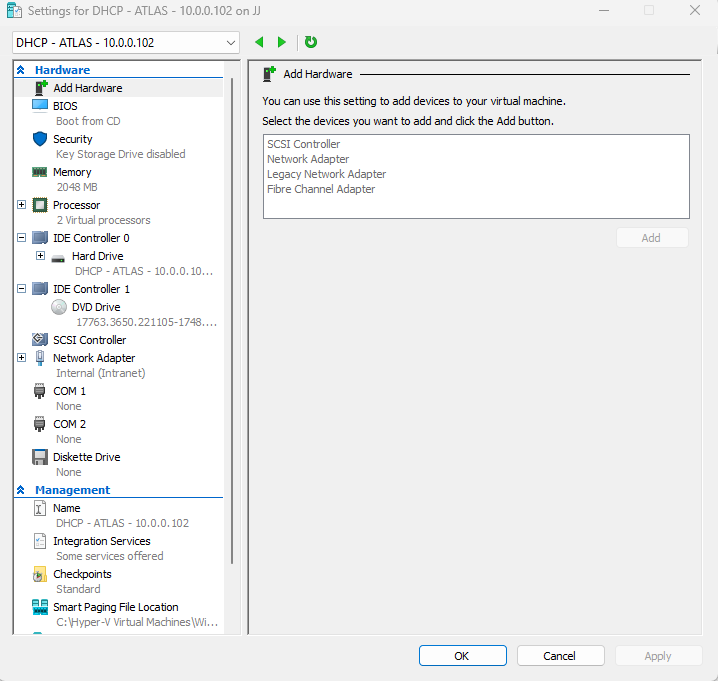 Settings for DHCP - ATLAS - 10.0.0.102 on JJ
DHCP - ATLAS - 10.0.0.102
Hardware
Add Hardware
BIOS
Boot from CD
Security
Key Storage Drive disabled
Memory
2048 MB
Processor
2 Virtual processors
IDE Controller 0
Hard Drive
DHCP - ATLAS - 10.0.0.10...
IDE Controller 1
DVD Drive
17763.3650.221105-1748....
SCSI Controller
Network Adapter
Internal (Intranet)
COM 1
None
COM 2
None
Diskette Drive
None
Management
Name
DHCP - ATLAS - 10.0.0.102
Integration Services
Some services offered
Checkpoints
Standard
Smart Paging File Location
C:\Hyper-V Virtual Machines\Wi...
Add Hardware
You can use this setting to add devices to your virtual machine.
Select the devices you want to add and click the Add button.
SCSI Controller
Network Adapter
Legacy Network Adapter
Fibre Channel Adapter
Add
OK
Cancel
Apply